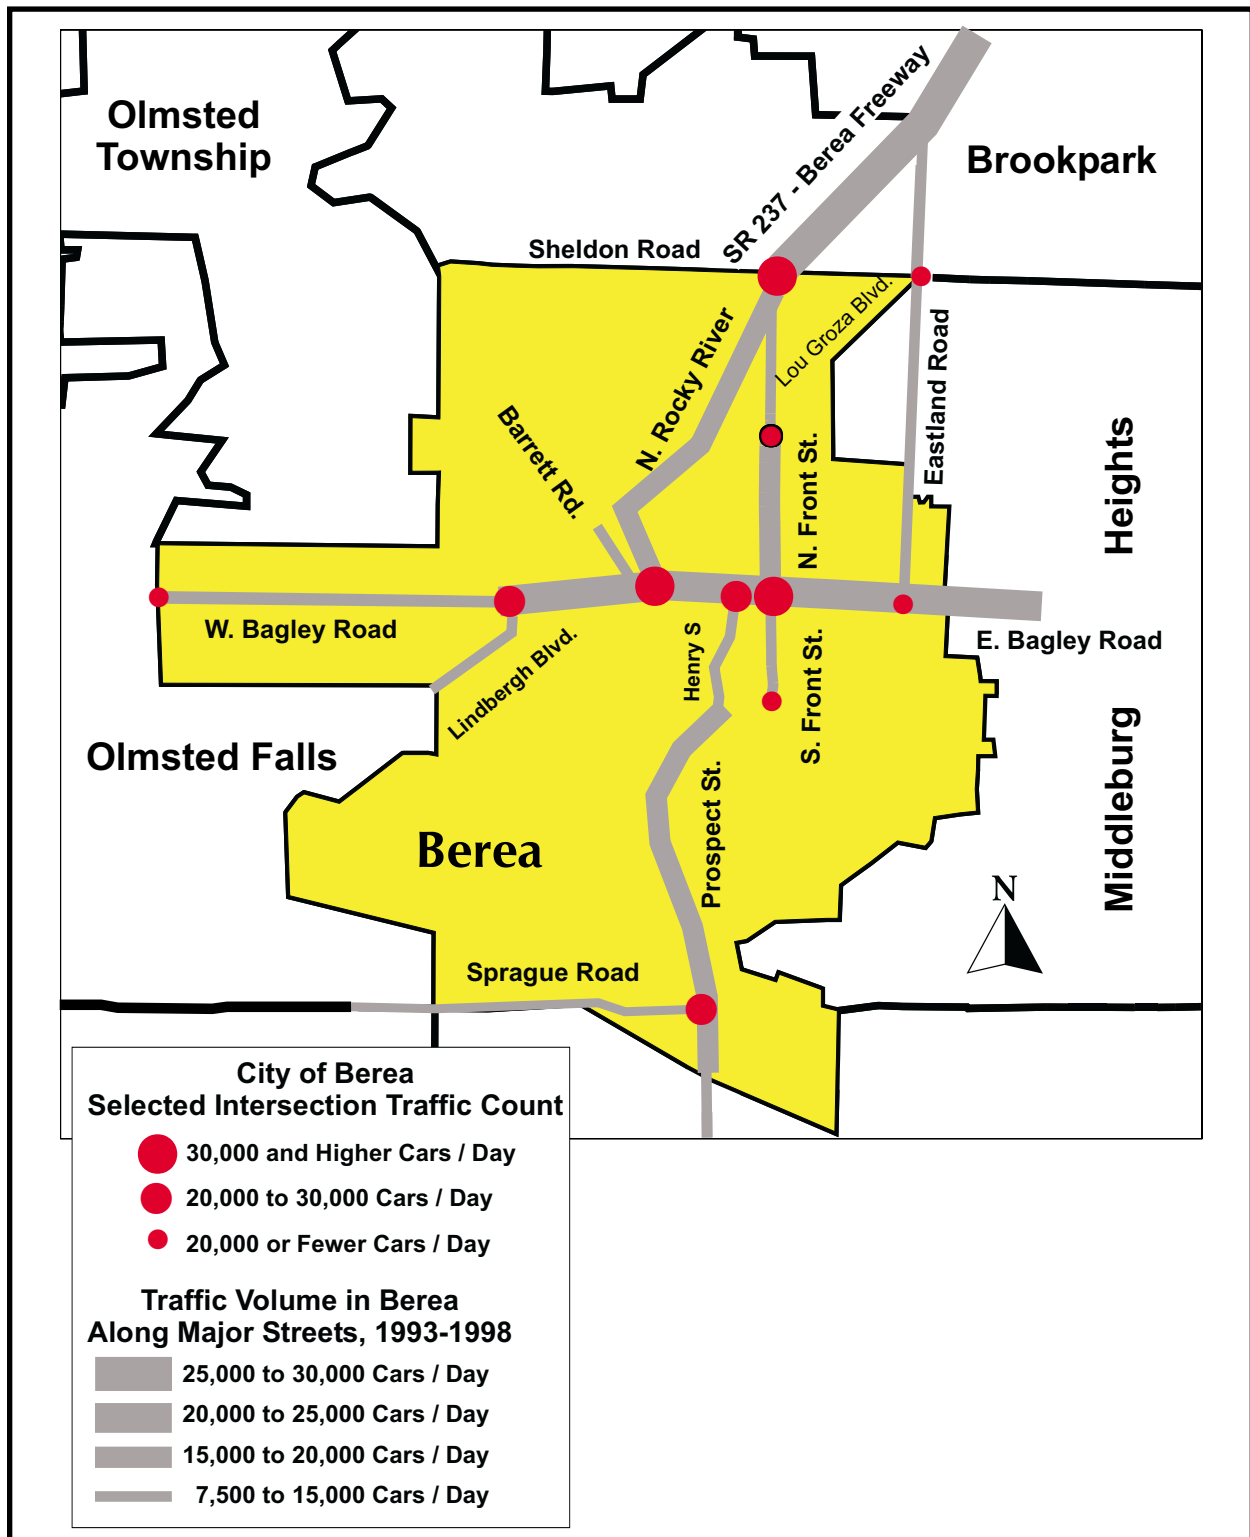 Olmsted
Township
Brookpark
SR 237 - Berea Freeway
Sheldon Road
Lou Groza Blvd.
N. Rocky River
Eastland Road
Barrett Rd.
N. Front St.
Heights
W. Bagley Road
E. Bagley Road
Lindbergh Blvd.
Henry S
S. Front St.
Olmsted Falls
Middleburg
Prospect St.
Berea
N
Sprague Road
City of Berea
Selected Intersection Traffic Count
30,000 and Higher Cars / Day
20,000 to 30,000 Cars / Day
20,000 or Fewer Cars / Day
Traffic Volume in Berea
Along Major Streets, 1993-1998
25,000 to 30,000 Cars / Day
20,000 to 25,000 Cars / Day
15,000 to 20,000 Cars / Day
7,500 to 15,000 Cars / Day